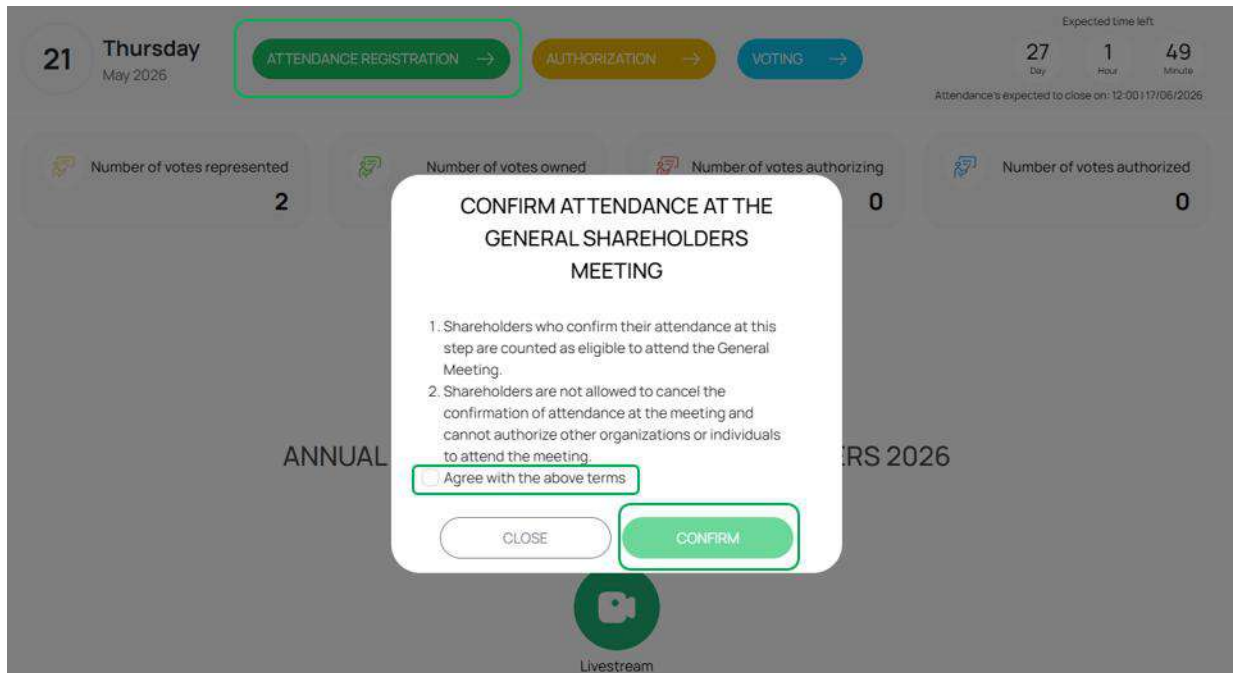 Expected time left
21
Thursday
May 2026
ATTENDANCE REGISTRATION →
AUTHORIZATION →
VOTING →
27
1
49
Day
Hour
Minute
Attendance's expected to close on: 12:00 | 17/06/2026
Number of votes represented
2
Number of votes owned
Number of votes authorizing
0
Number of votes authorized
0
CONFIRM ATTENDANCE AT THE
GENERAL SHAREHOLDERS
MEETING
1. Shareholders who confirm their attendance at this
step are counted as eligible to attend the General
Meeting.
2. Shareholders are not allowed to cancel the
confirmation of attendance at the meeting and
cannot authorize other organizations or individuals
to attend the meeting.
Agree with the above terms
CLOSE
CONFIRM
ANNUAL
ERS 2026
Livestream